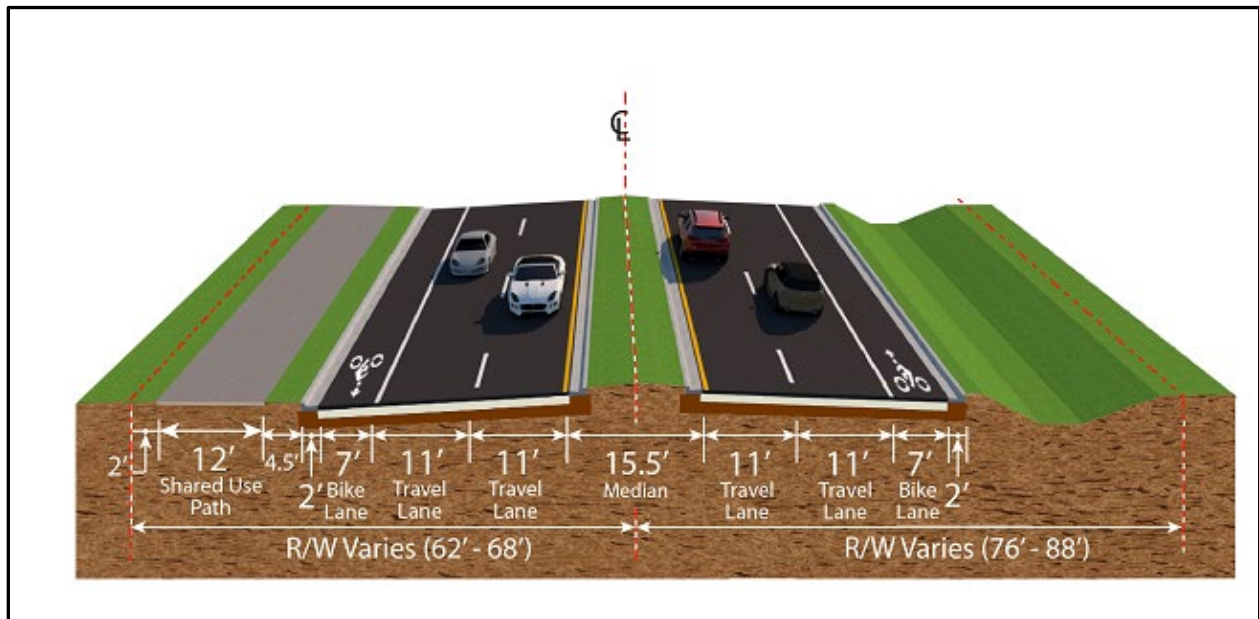 ℄
2’
12’
Shared Use
Path
4.5’
2’
7’
Bike
Lane
11’
Travel
Lane
11’
Travel
Lane
15.5’
Median
11’
Travel
Lane
11’
Travel
Lane
7’
Bike
Lane
2’
R/W Varies (62’ - 68’)
R/W Varies (76’ - 88’)